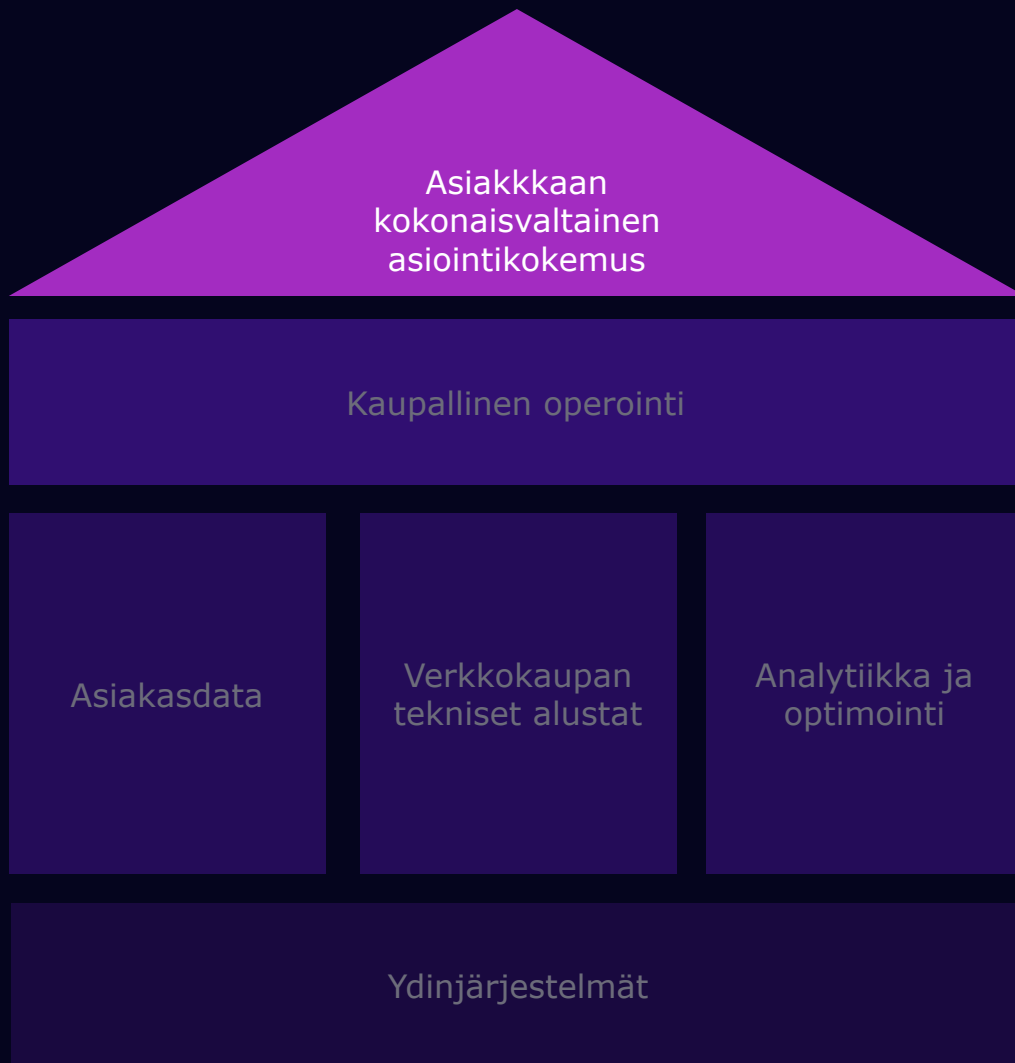 Asiakkkaan
kokonaisvaltainen
asiointikokemus
Kaupallinen operointi
Asiakasdata
Verkkokaupan
tekniset alustat
Analytiikka ja
optimointi
Ydinjärjestelmät